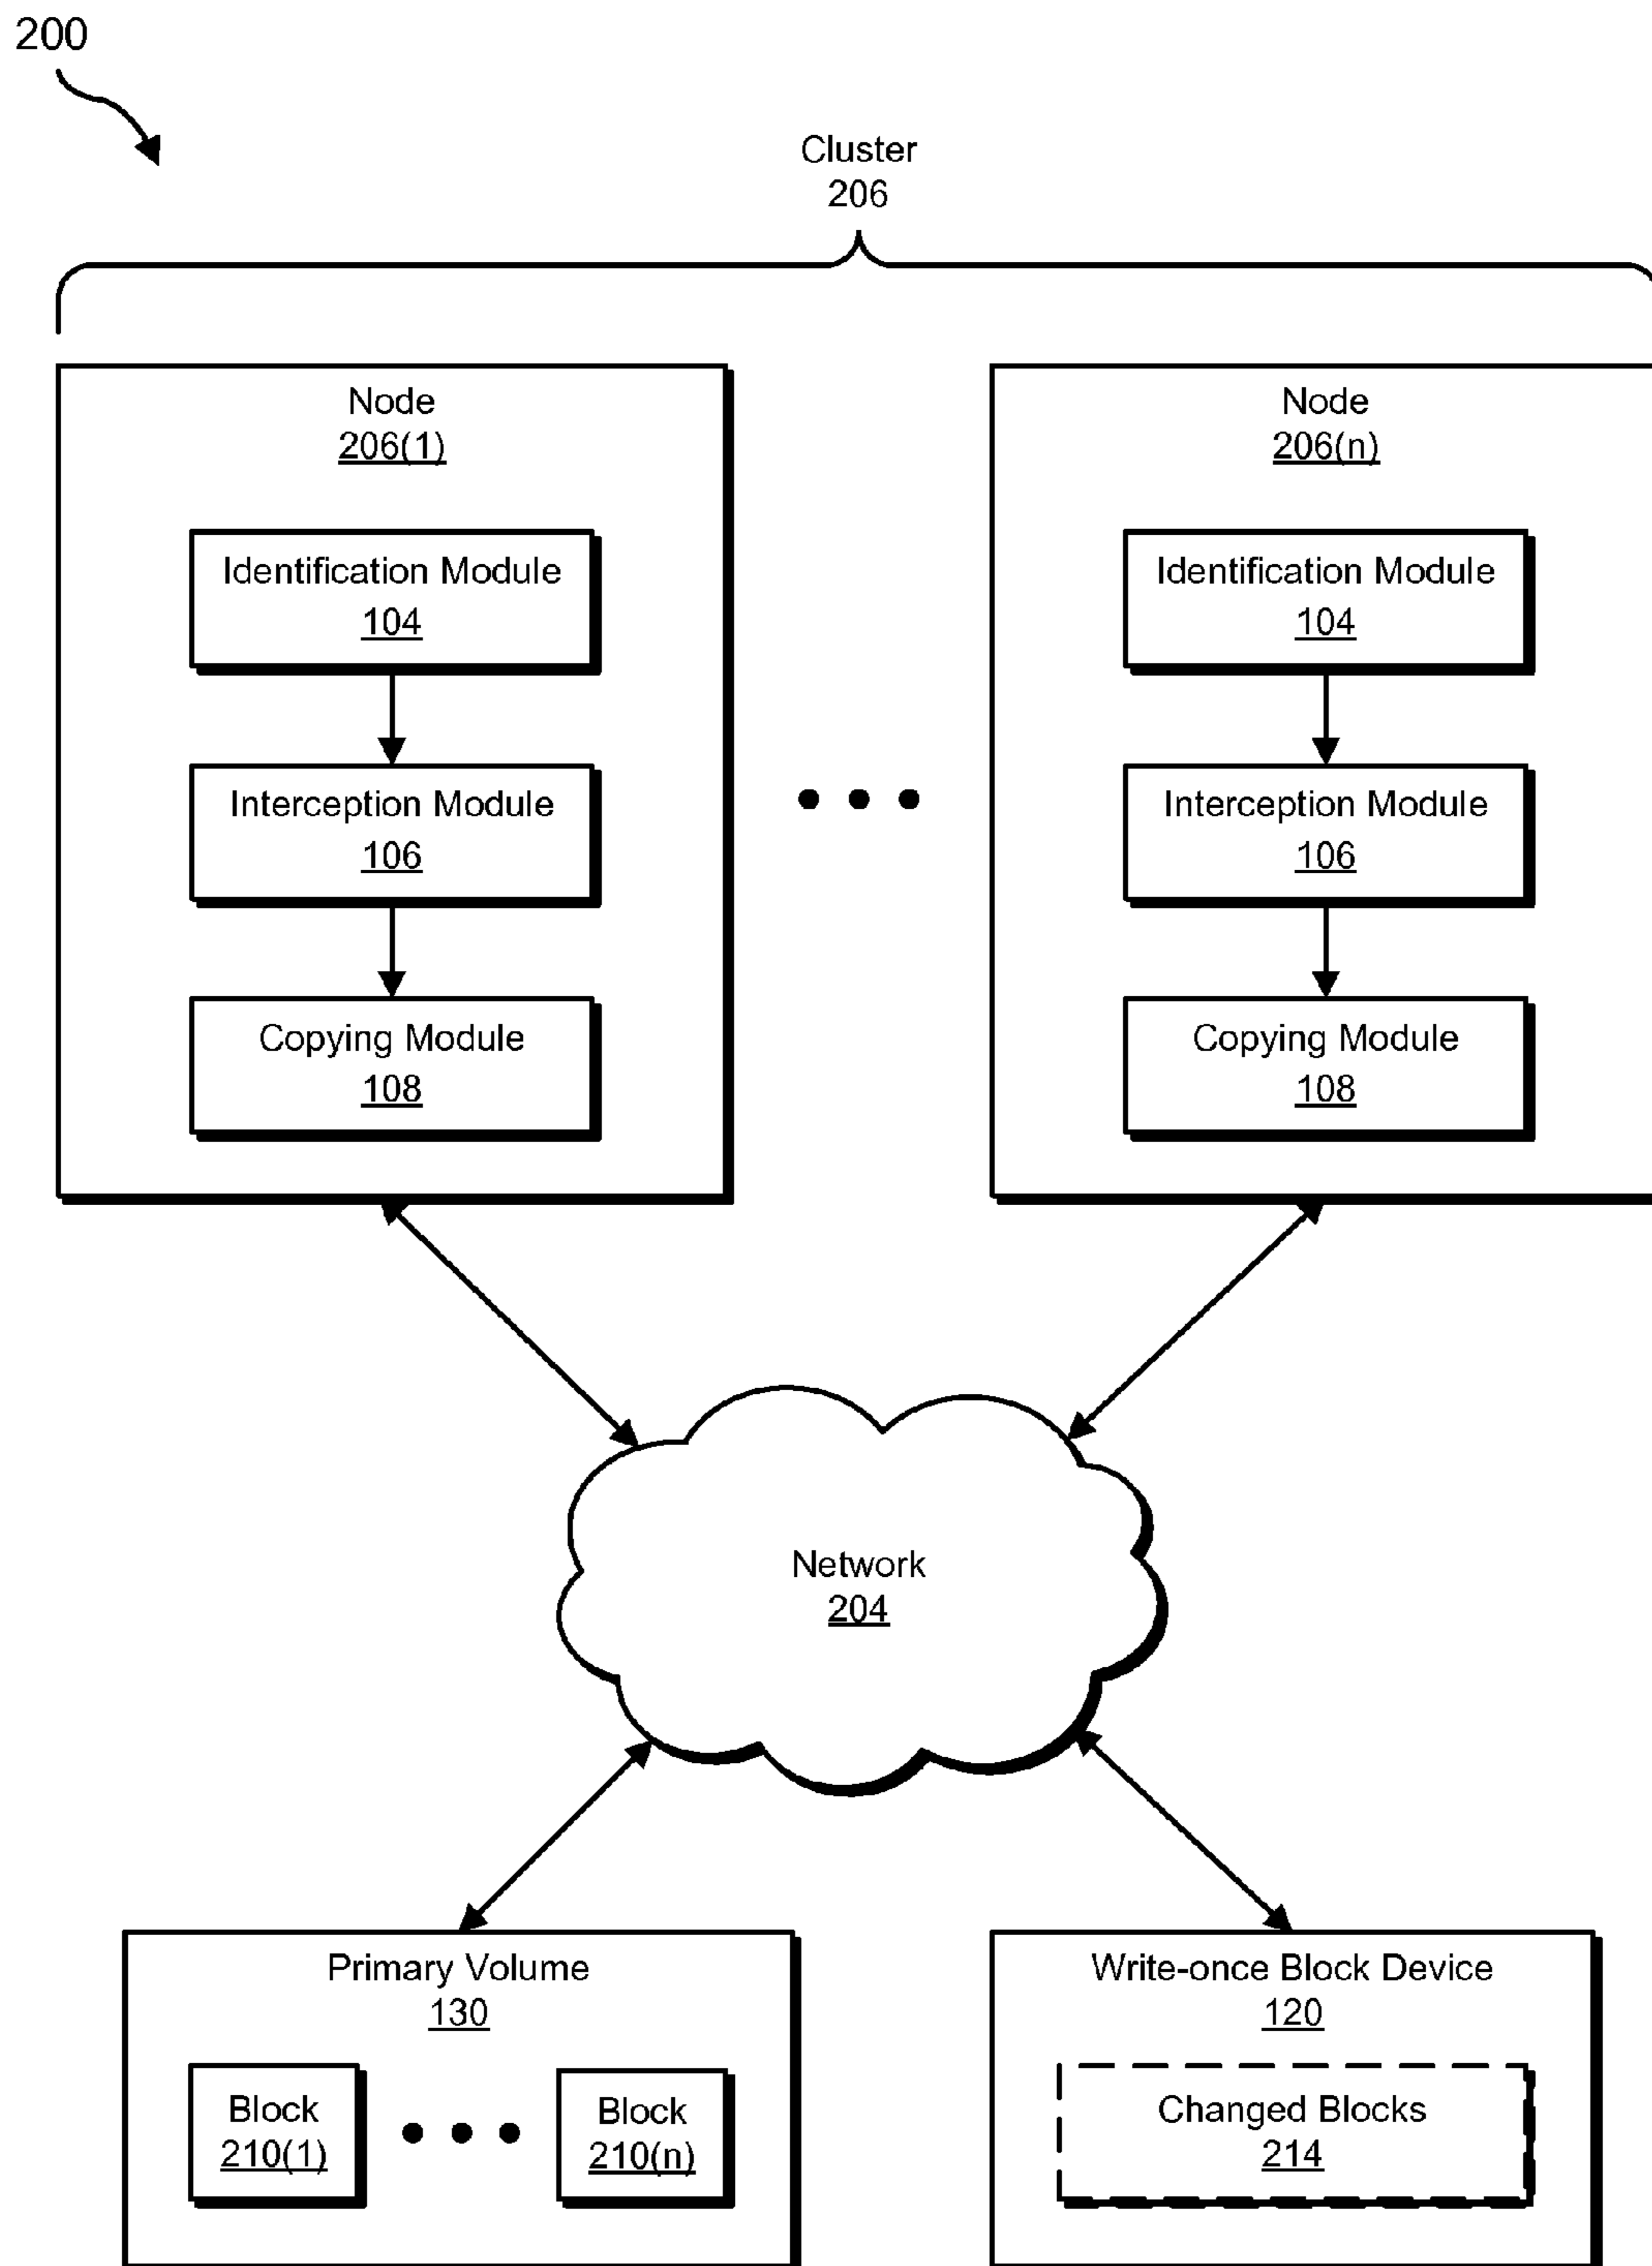 200
Cluster
206
Node
206(1)
Identification Module
104
Interception Module
106
Copying Module
108
Node
206(n)
Identification Module
104
Interception Module
106
Copying Module
108
Network
204
Primary Volume
130
Block
210(1)
Block
210(n)
Write-once Block Device
120
Changed Blocks
214